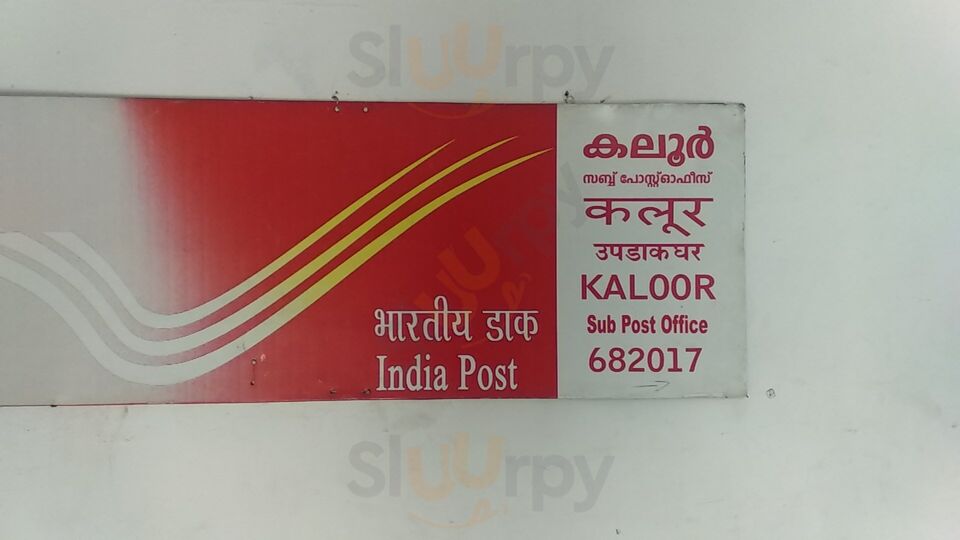 Slurpy
കലൂർ
സബ്ബ് പോസ്റ്റ്ഓഫീസ്
कलूर
उपडाकघर
KALOOR
Sub Post Office
682017
भारतीय डाक
India Post
Slurpy